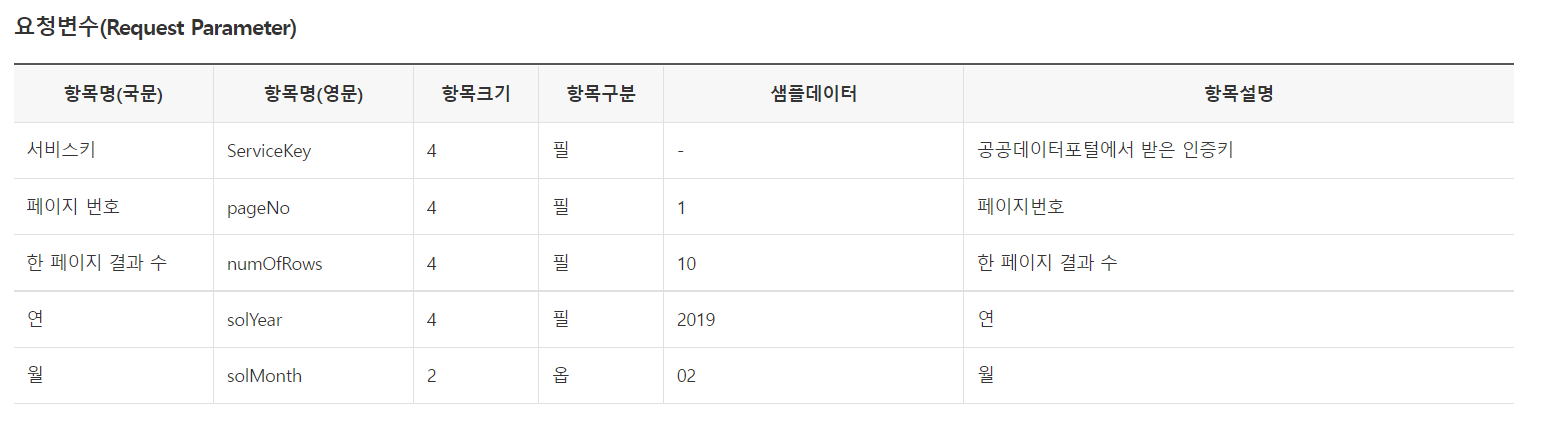 요청변수(Request Parameter)
항목명(국문) 항목명(영문) 항목크기 항목구분 샘플데이터 항목설명
서비스키 ServiceKey 4 필 - 공공데이터포털에서 받은 인증키
페이지 번호 pageNo 4 필 1 페이지번호
한 페이지 결과 수 numOfRows 4 필 10 한 페이지 결과 수
연 solYear 4 필 2019 연
월 solMonth 2 옵 02 월